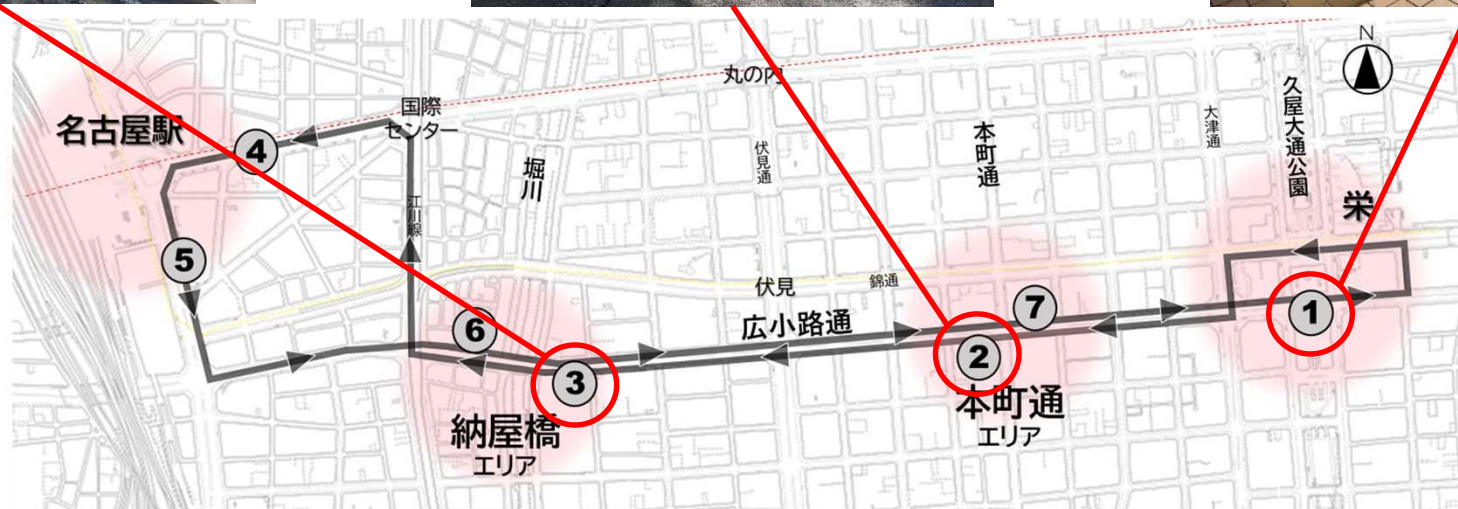 N
丸の内
国際
センター
名古屋駅
4
堀川
伏見通
本町通
大津通
久屋大通公園
栄
江川線
5
伏見
錦通
広小路通
6
7
1
2
3
納屋橋
エリア
本町通
エリア